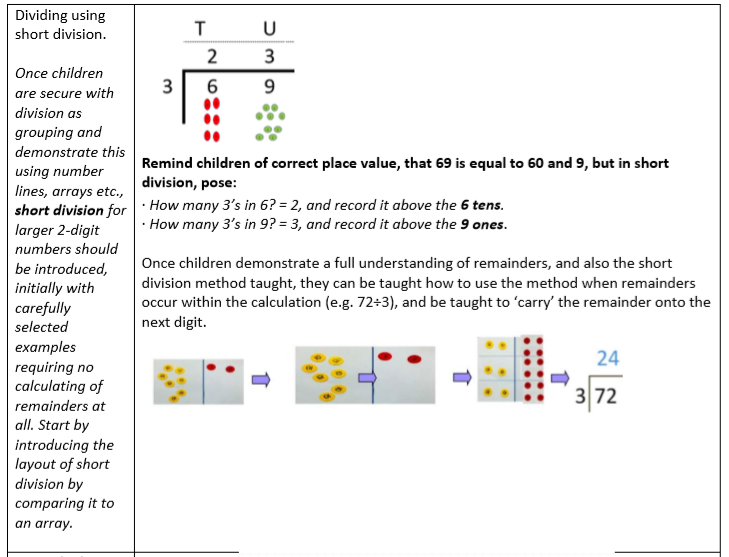 Dividing using
short division.
Once children
are secure with
division as
grouping and
demonstrate this
using number
lines, arrays etc.,
short division for
larger 2-digit
numbers should
be introduced,
initially with
carefully
selected
examples
requiring no
calculating of
remainders at
all. Start by
introducing the
layout of short
division by
comparing it to
an array.
T U
2 3
3 6 9
Remind children of correct place value, that 69 is equal to 60 and 9, but in short
division, pose:
· How many 3’s in 6? = 2, and record it above the 6 tens.
· How many 3’s in 9? = 3, and record it above the 9 ones.
Once children demonstrate a full understanding of remainders, and also the short
division method taught, they can be taught how to use the method when remainders
occur within the calculation (e.g. 72÷3), and be taught to ‘carry’ the remainder onto the
next digit.
24
3 72